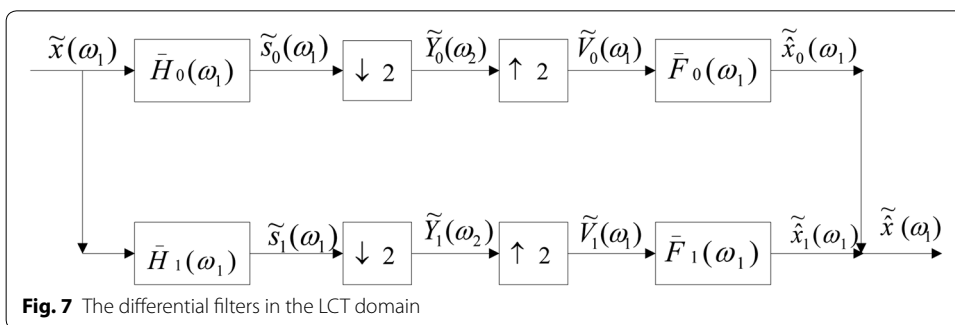 x̃(ω₁) H̄₀(ω₁) s̃₀(ω₁) ↓ 2 Ỹ₀(ω₂) ↑ 2 Ṽ₀(ω₁) F̄₀(ω₁) x̃̂₀(ω₁)
H̄₁(ω₁) s̃₁(ω₁) ↓ 2 Ỹ₁(ω₂) ↑ 2 Ṽ₁(ω₁) F̄₁(ω₁) x̃̂₁(ω₁) x̃̂(ω₁)
Fig. 7 The differential filters in the LCT domain